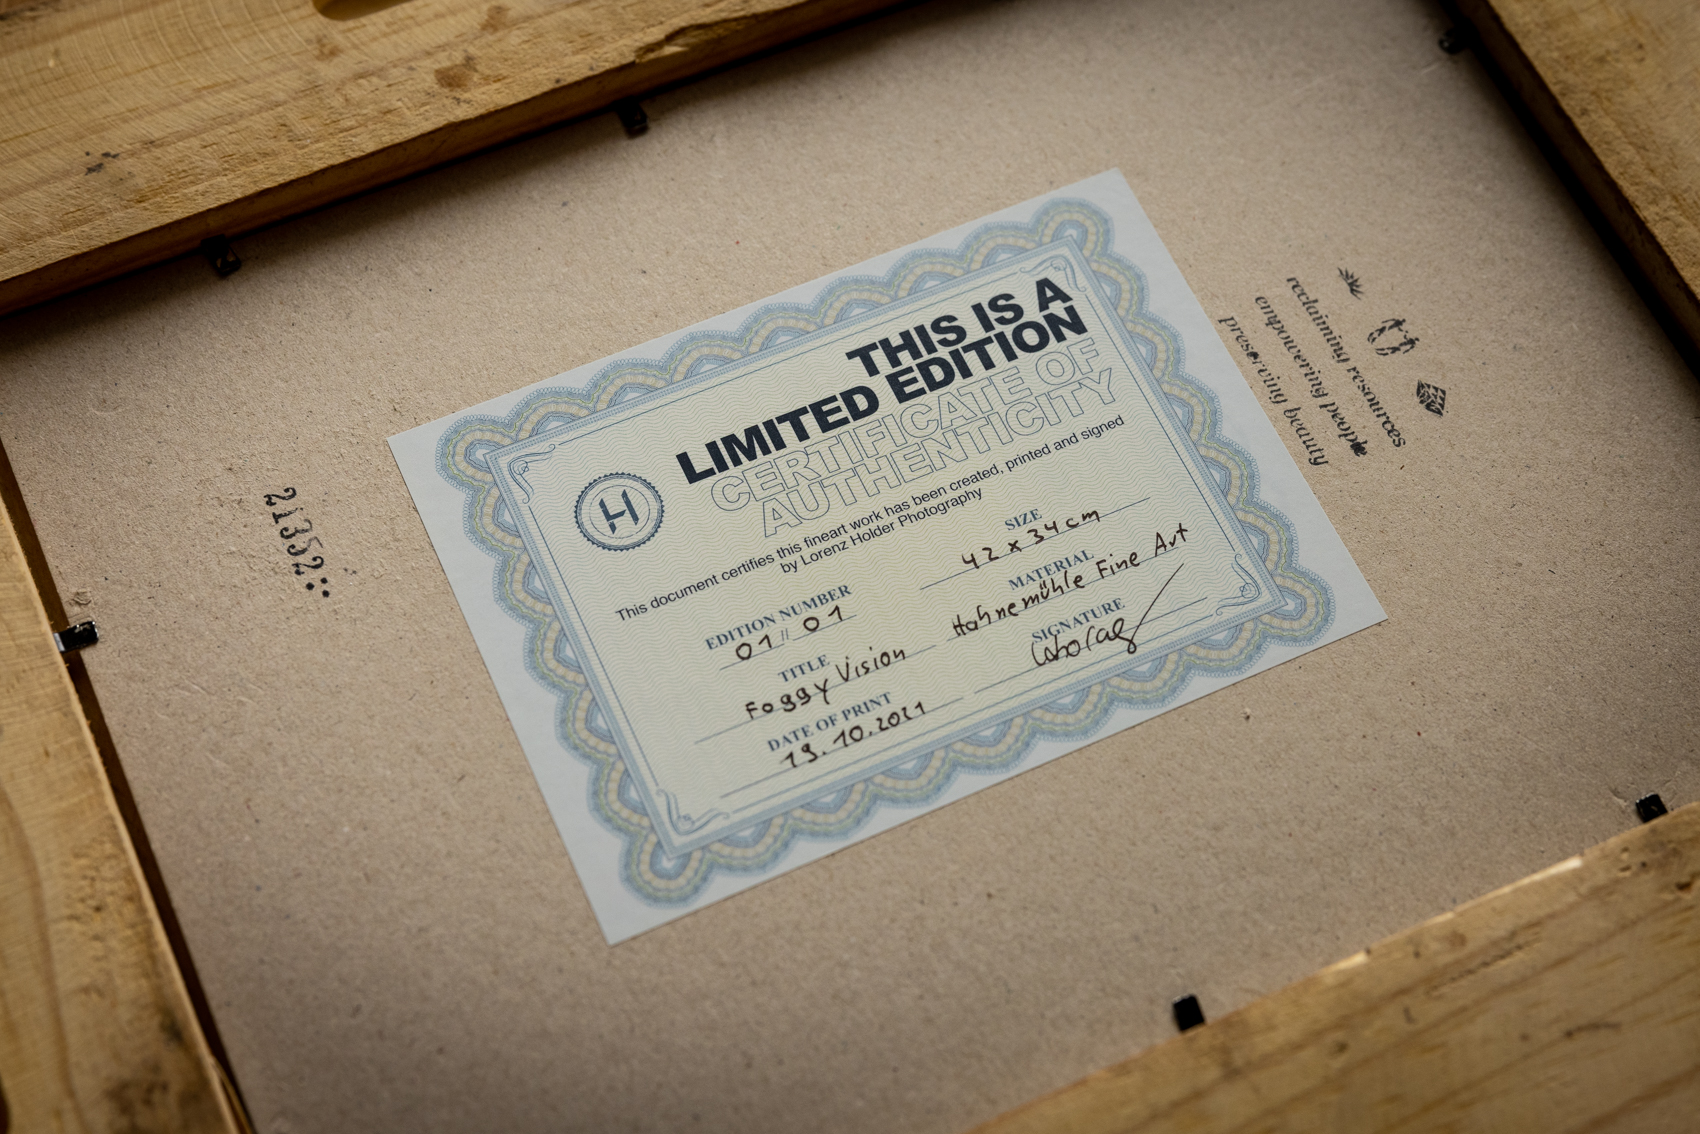 THIS IS A
LIMITED EDITION
CERTIFICATE OF
AUTHENTICITY
This document certifies this fineart work has been created, printed and signed
by Lorenz Holder Photography
EDITION NUMBER
01 // 01
TITLE
Foggy Vision
DATE OF PRINT
19.10.2021
SIZE
42 x 34 cm
MATERIAL
Hahnemühle Fine Art
SIGNATURE
21352::
reclaiming resources
empowering people
preserving beauty